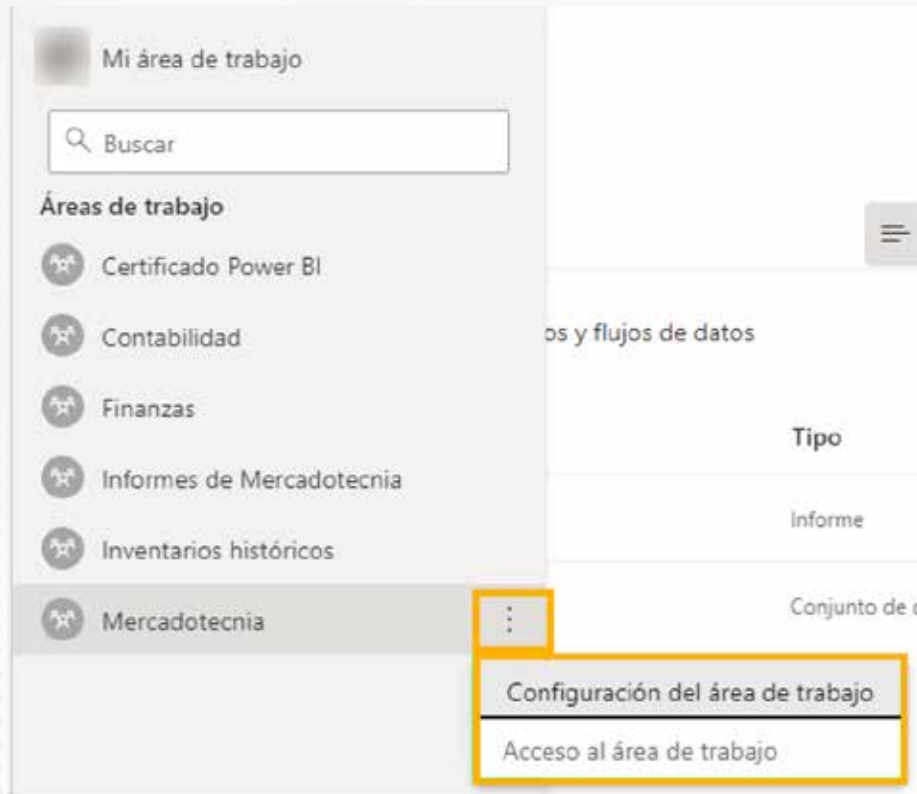 Mi área de trabajo
Buscar
Áreas de trabajo
Certificado Power BI
Contabilidad
Finanzas
Informes de Mercadotecnia
Inventarios históricos
Mercadotecnia
y flujos de datos
Tipo
Informe
Conjunto de
Configuración del área de trabajo
Acceso al área de trabajo